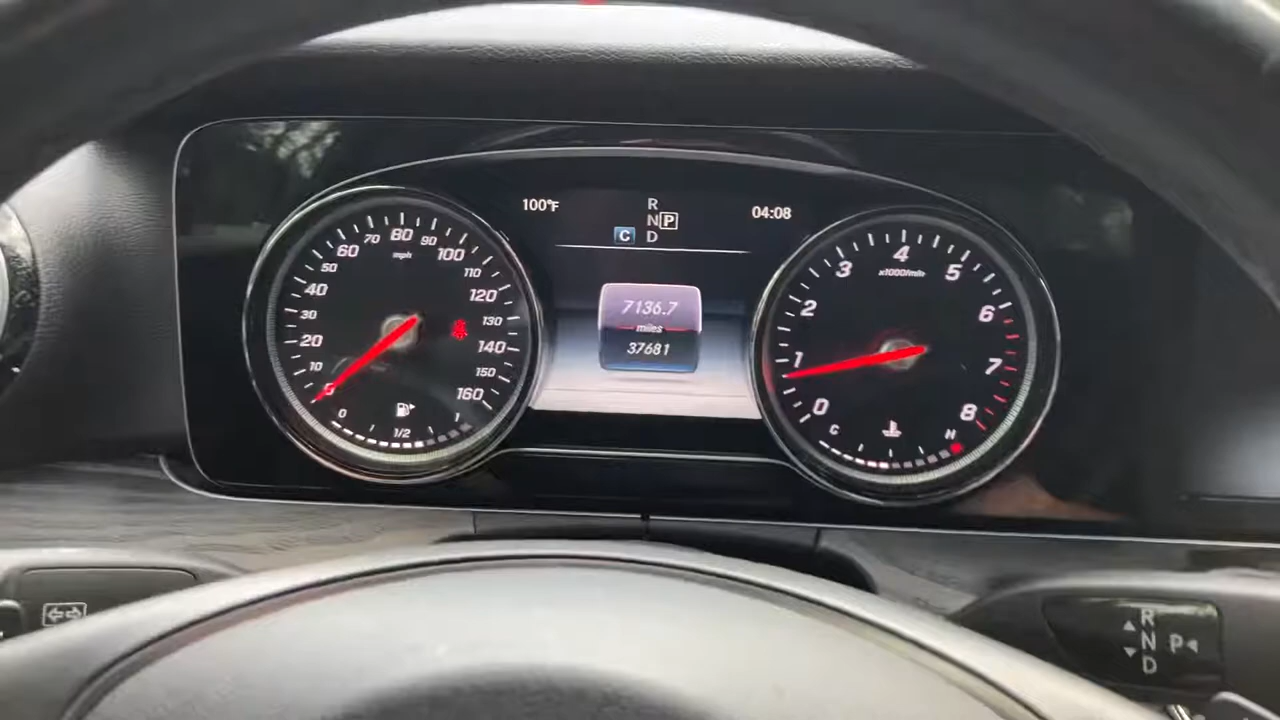 100°F
R
N P
C D
04:08
80
70 90
60 100
mph
50 110
40 120
30 130
20 140
10 150
5 160
0 1
1/2
7136.7
miles
37681
4
3 5
x1000/min
2 6
1 7
0 8
C H
R
N P
D